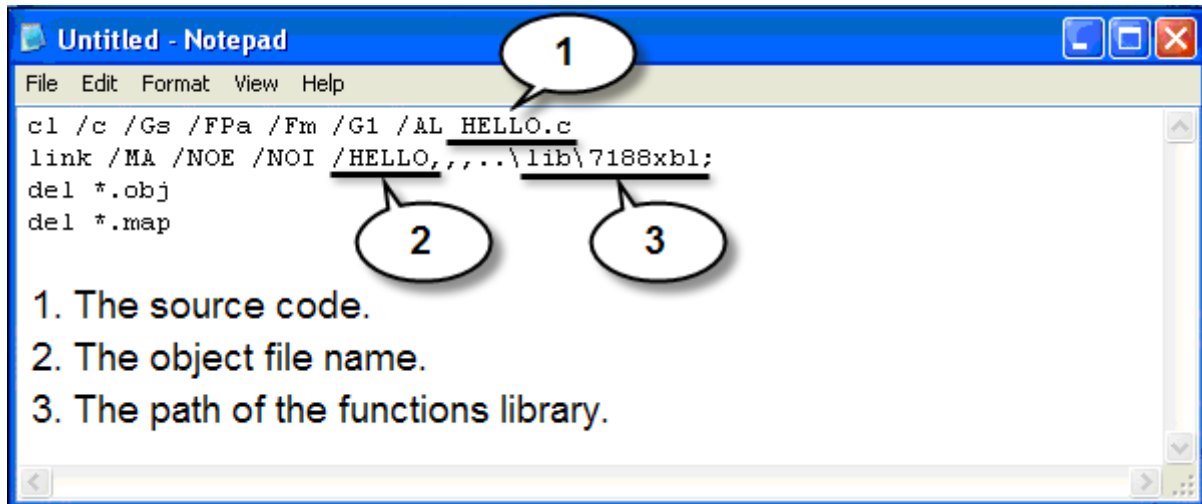 Untitled - Notepad
File Edit Format View Help
cl /c /Gs /FPa /Fm /G1 /AL HELLO.c
link /MA /NOE /NOI /HELLO,,,..\lib\7188xbl;
del *.obj
del *.map
1
2
3
1. The source code.
2. The object file name.
3. The path of the functions library.